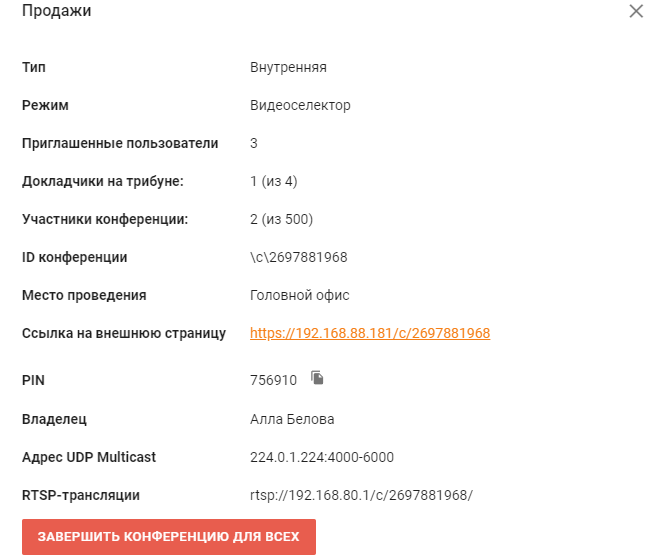 Продажи
Тип Внутренняя
Режим Видеоселектор
Приглашенные пользователи 3
Докладчики на трибуне: 1 (из 4)
Участники конференции: 2 (из 500)
ID конференции \c\2697881968
Место проведения Головной офис
Ссылка на внешнюю страницу https://192.168.88.181/c/2697881968
PIN 756910
Владелец Алла Белова
Адрес UDP Multicast 224.0.1.224:4000-6000
RTSP-трансляции rtsp://192.168.80.1/c/2697881968/
ЗАВЕРШИТЬ КОНФЕРЕНЦИЮ ДЛЯ ВСЕХ